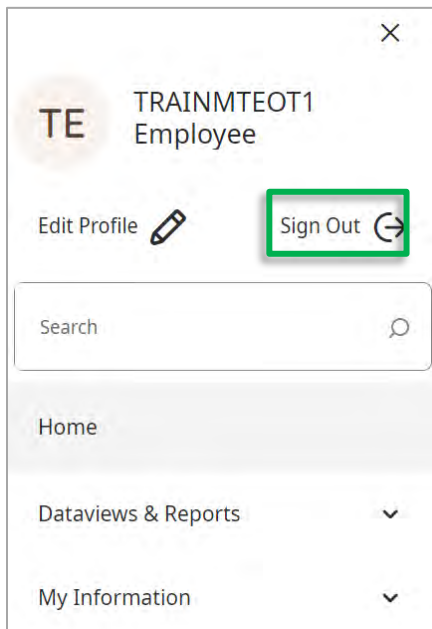 TE
TRAINMTEOT1
Employee
Edit Profile
Sign Out
Search
Home
Dataviews & Reports
My Information